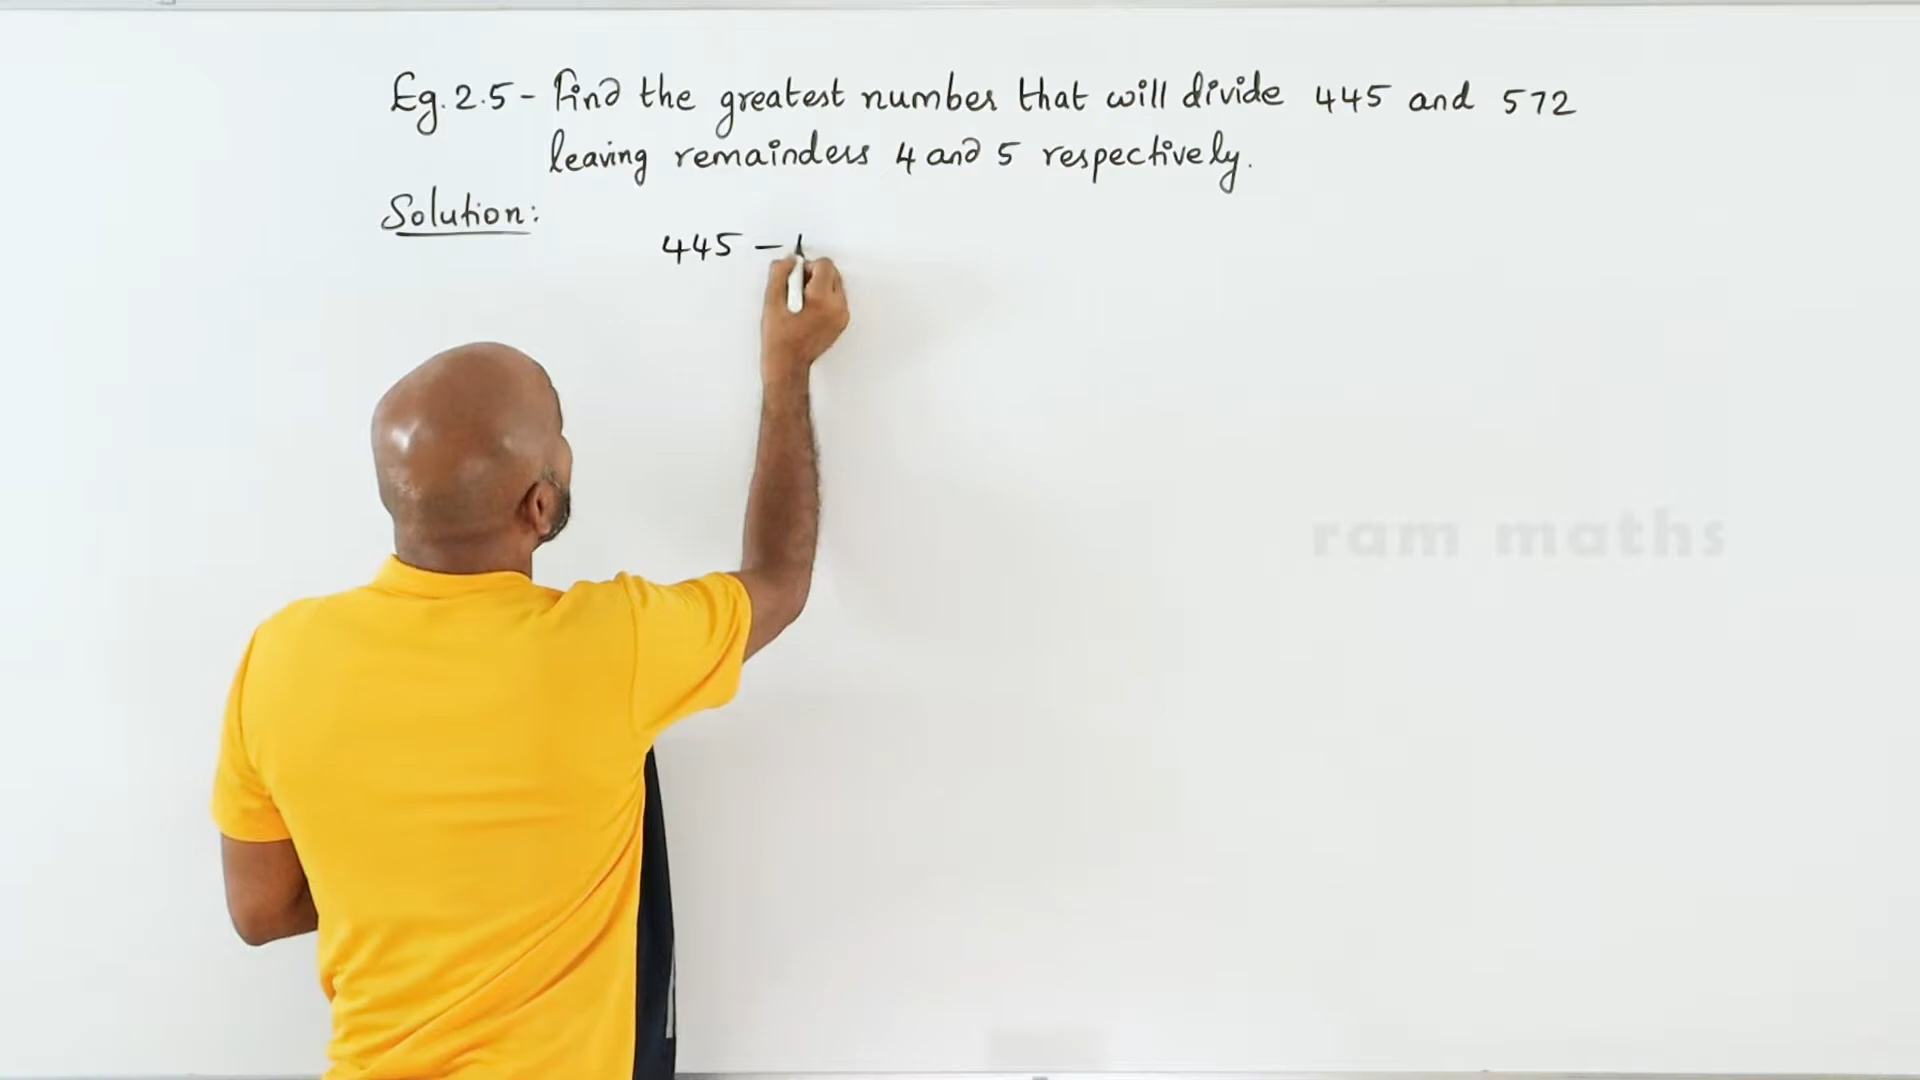 Eg. 2.5 - Find the greatest number that will divide 445 and 572
leaving remainders 4 and 5 respectively.
Solution:
445 -
ram maths